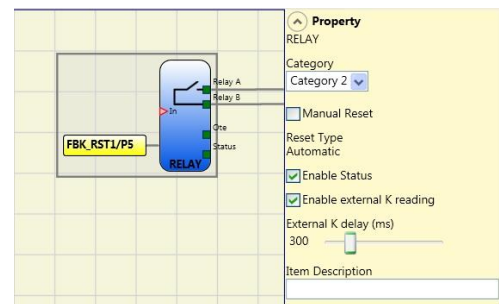 Relay A
Relay B
In
Ote
Status
FBK_RST1/P5
RELAY
Property
RELAY
Category
Category 2
Manual Reset
Reset Type
Automatic
Enable Status
Enable external K reading
External K delay (ms)
300
Item Description